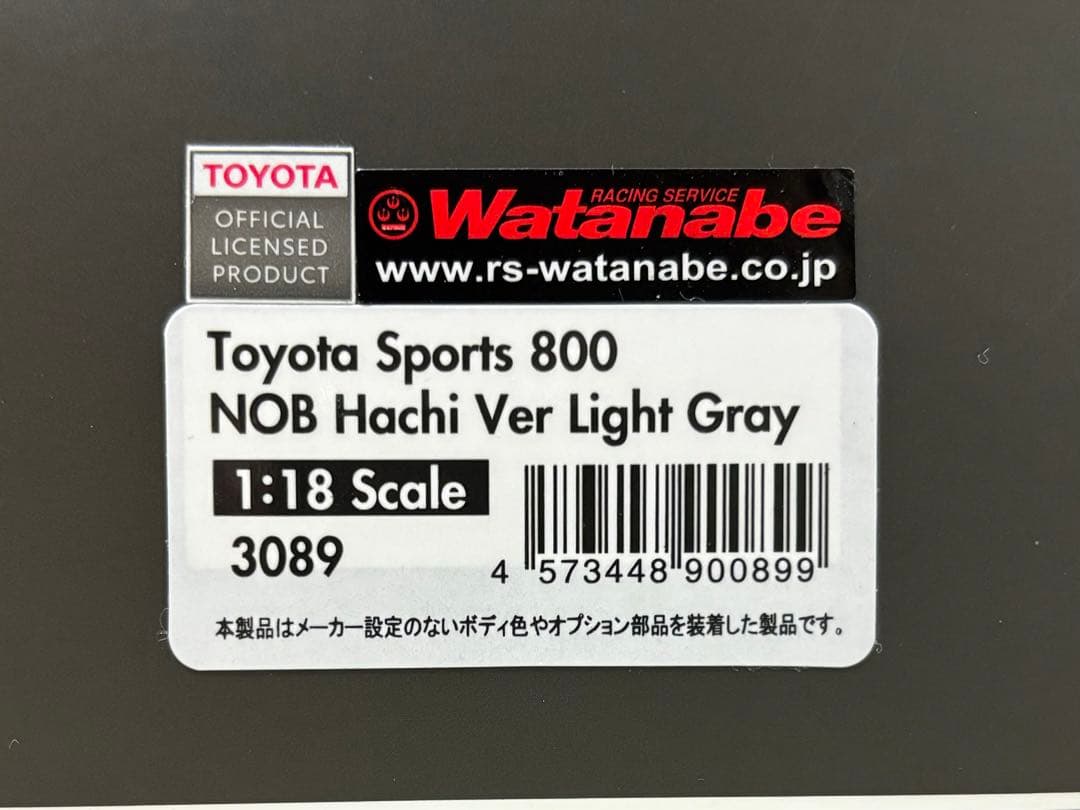 TOYOTA
OFFICIAL
LICENSED
PRODUCT
RACING SERVICE
Watanabe
www.rs-watanabe.co.jp
Toyota Sports 800
NOB Hachi Ver Light Gray
1:18 Scale
3089
4 573448 900899
本製品はメーカー設定のないボディ色やオプション部品を装着した製品です。